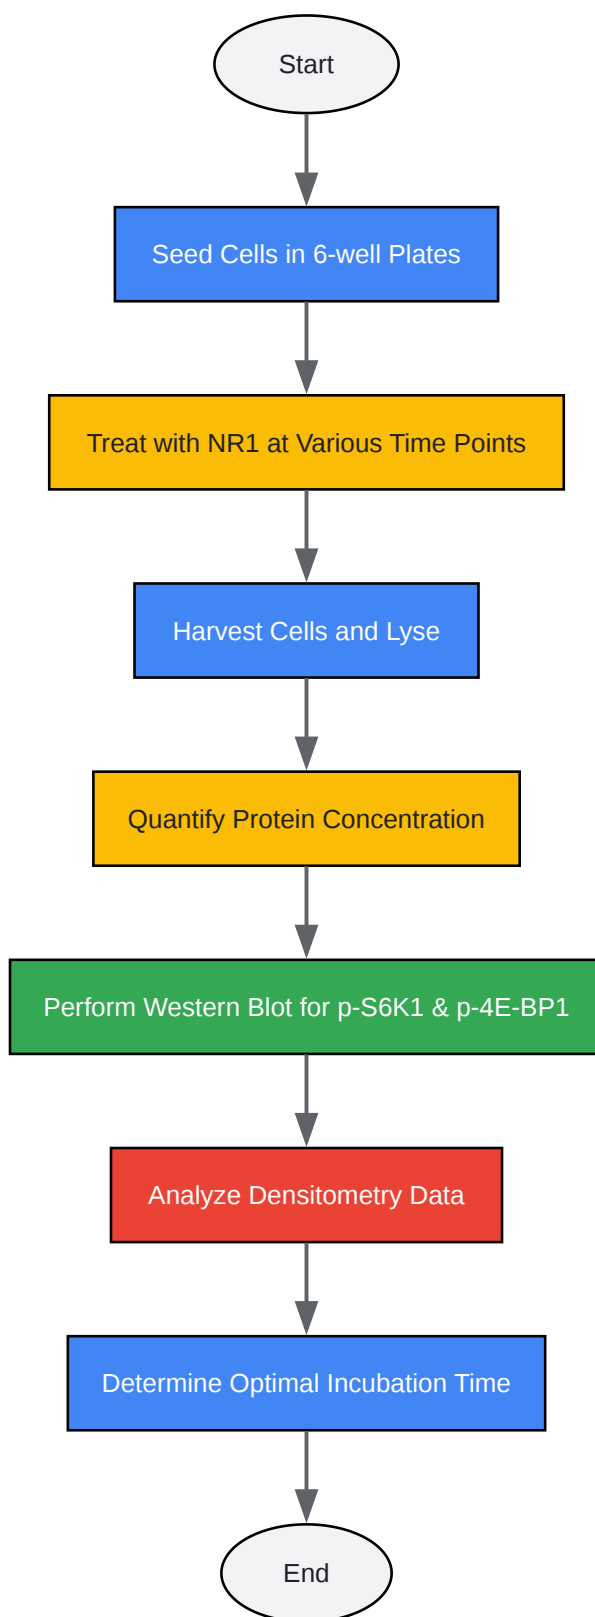 Start
Seed Cells in 6-well Plates
Treat with NR1 at Various Time Points
Harvest Cells and Lyse
Quantify Protein Concentration
Perform Western Blot for p-S6K1 & p-4E-BP1
Analyze Densitometry Data
Determine Optimal Incubation Time
End